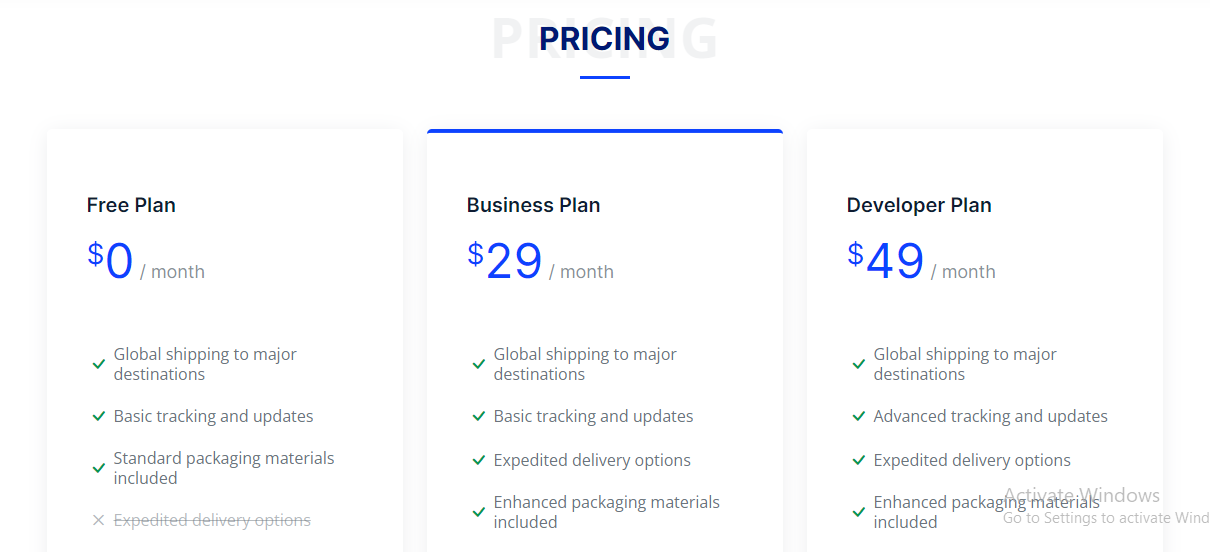 PRICING
PRICING
Free Plan
$0 / month
Global shipping to major
destinations
Basic tracking and updates
Standard packaging materials
included
Expedited delivery options
Business Plan
$29 / month
Global shipping to major
destinations
Basic tracking and updates
Expedited delivery options
Enhanced packaging materials
included
Developer Plan
$49 / month
Global shipping to major
destinations
Advanced tracking and updates
Expedited delivery options
Enhanced packaging materials
included
Activate Windows
Go to Settings to activate Wind